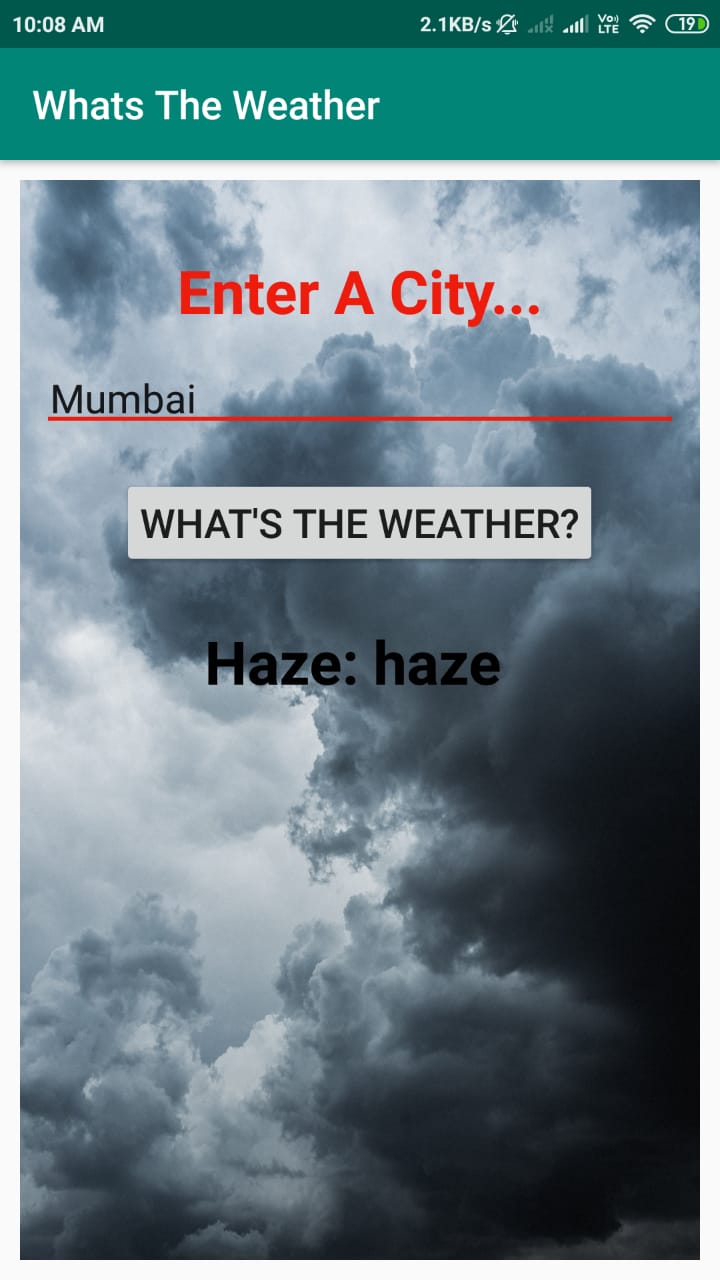 10:08 AM 2.1KB/s Vo) LTE 19
Whats The Weather
Enter A City...
Mumbai
WHAT'S THE WEATHER?
Haze: haze